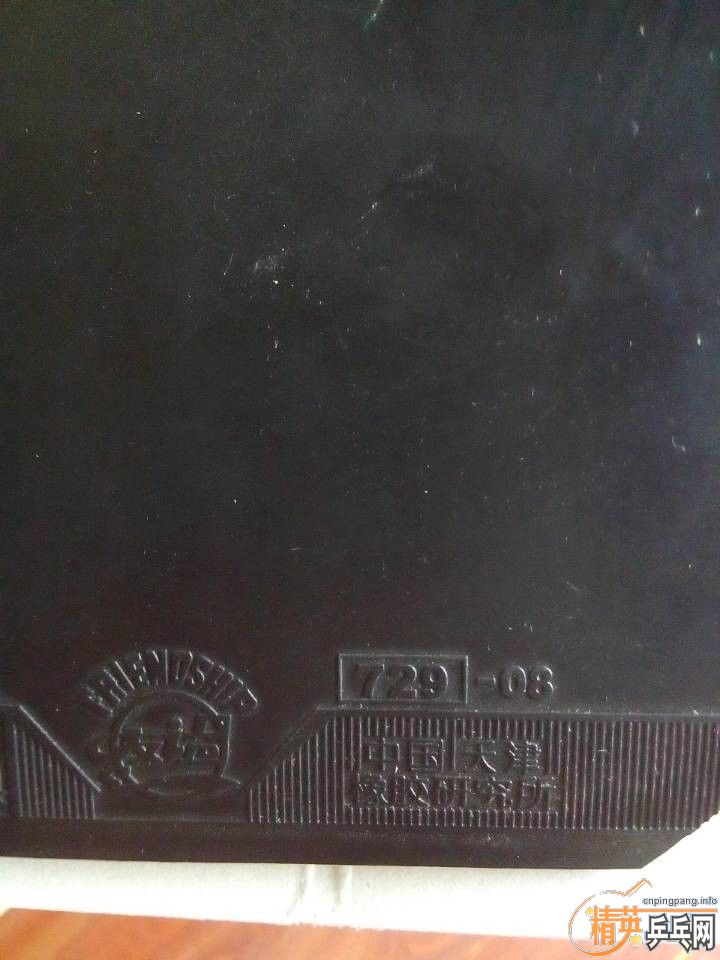 FRIENDSHIP
友谊
729-08
中国天津
橡胶研究所
cnpingpang.info
精英乒乓网